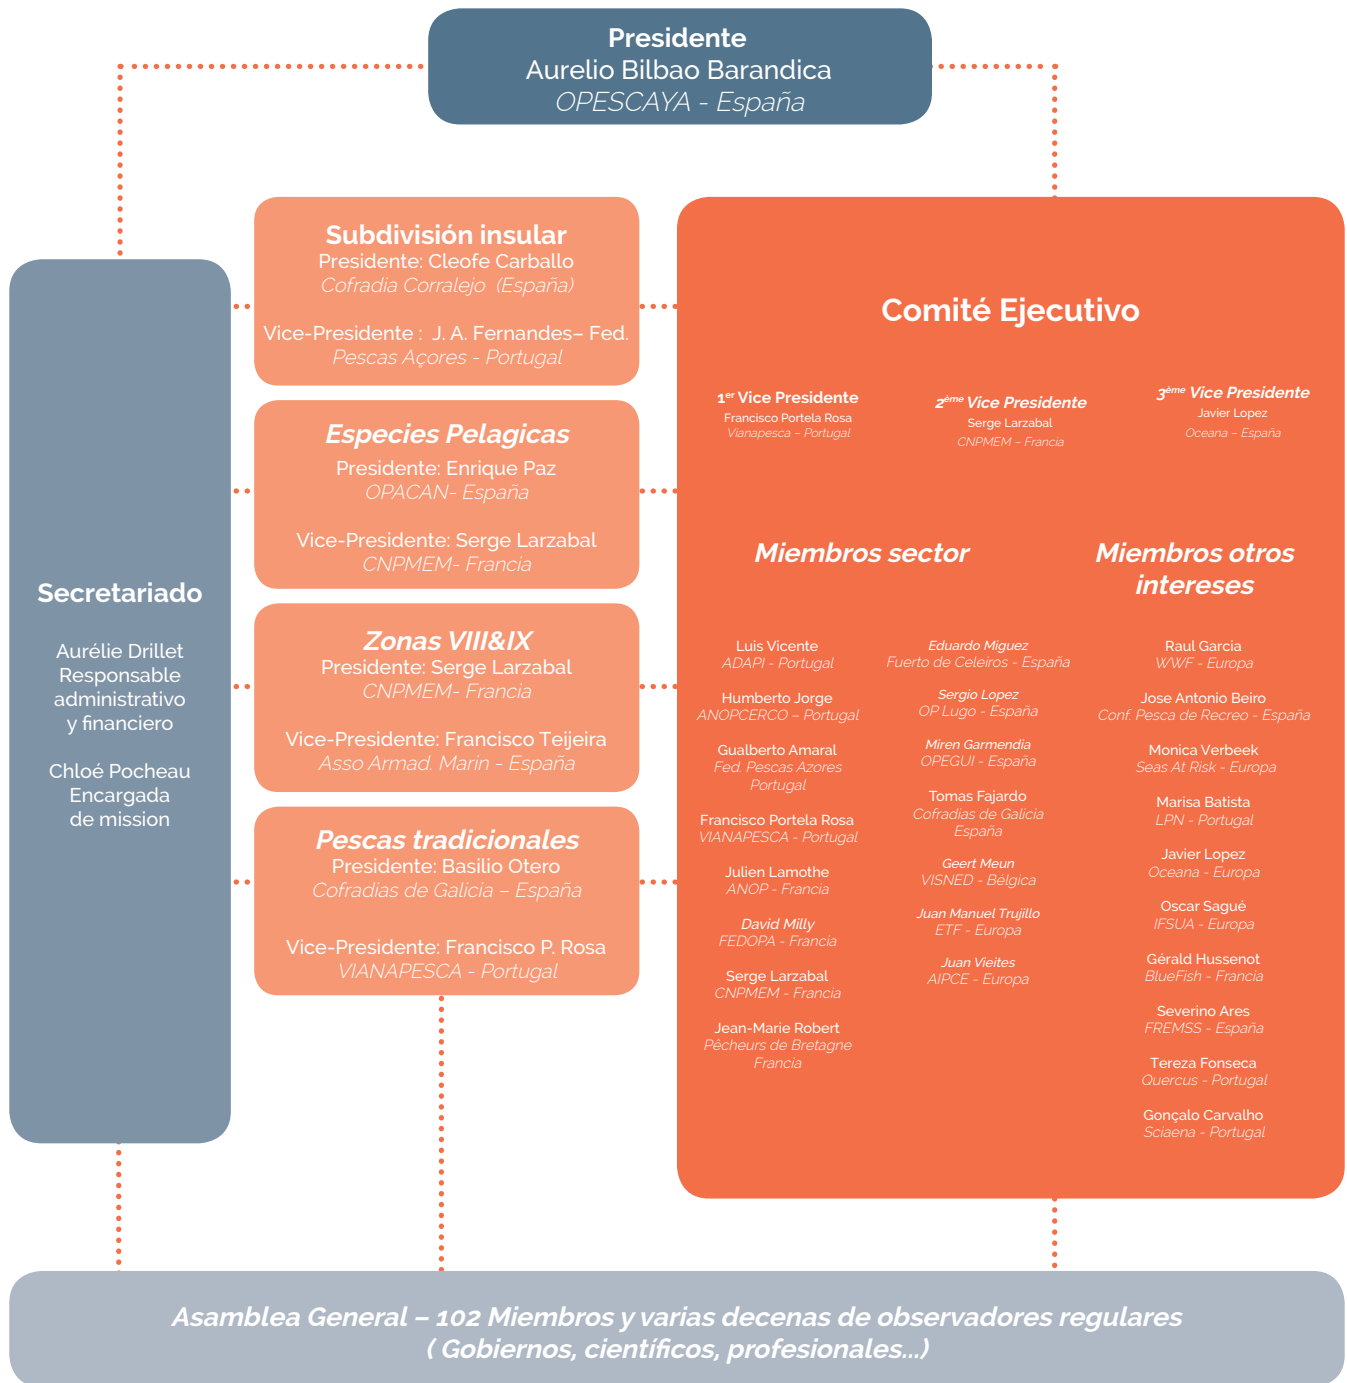 Presidente
Aurelio Bilbao Barandica
OPESCAYA - España
Secretariado
Aurélie Drillet
Responsable
administrativo
y financiero
Chloé Pocheau
Encargada
de mission
Subdivisión insular
Presidente: Cleofe Carballo
Cofradia Corralejo (España)
Vice-Presidente : J. A. Fernandes– Fed.
Pescas Açores - Portugal
Especies Pelagicas
Presidente: Enrique Paz
OPACAN- España
Vice-Presidente: Serge Larzabal
CNPMEM- Francia
Zonas VIII&IX
Presidente: Serge Larzabal
CNPMEM- Francia
Vice-Presidente: Francisco Teijeira
Asso Armad. Marin - España
Pescas tradicionales
Presidente: Basilio Otero
Cofradias de Galicia – España
Vice-Presidente: Francisco P. Rosa
VIANAPESCA - Portugal
Comité Ejecutivo
1er Vice Presidente
Francisco Portela Rosa
Vianapesca – Portugal
2ème Vice Presidente
Serge Larzabal
CNPMEM – Francia
3ème Vice Presidente
Javier Lopez
Oceana – España
Miembros sector
Luis Vicente
ADAPI - Portugal
Humberto Jorge
ANOPCERCO – Portugal
Gualberto Amaral
Fed. Pescas Azores
Portugal
Francisco Portela Rosa
VIANAPESCA - Portugal
Julien Lamothe
ANOP - Francia
David Milly
FEDOPA - Francia
Serge Larzabal
CNPMEM - Francia
Jean-Marie Robert
Pêcheurs de Bretagne
Francia
Eduardo Miguez
Fuerto de Celeiros - España
Sergio Lopez
OP Lugo - España
Miren Garmendia
OPEGUI - España
Tomas Fajardo
Cofradias de Galicia
España
Geert Meun
VISNED - Bélgica
Juan Manuel Trujillo
ETF - Europa
Juan Vieites
AIPCE - Europa
Miembros otros
intereses
Raul Garcia
WWF - Europa
Jose Antonio Beiro
Conf. Pesca de Recreo - España
Monica Verbeek
Seas At Risk - Europa
Marisa Batista
LPN - Portugal
Javier Lopez
Oceana - Europa
Oscar Sagué
IFSUA - Europa
Gérald Hussenot
BlueFish - Francia
Severino Ares
FREMSS - España
Tereza Fonseca
Quercus - Portugal
Gonçalo Carvalho
Sciaena - Portugal
Asamblea General – 102 Miembros y varias decenas de observadores regulares
( Gobiernos, científicos, profesionales...)